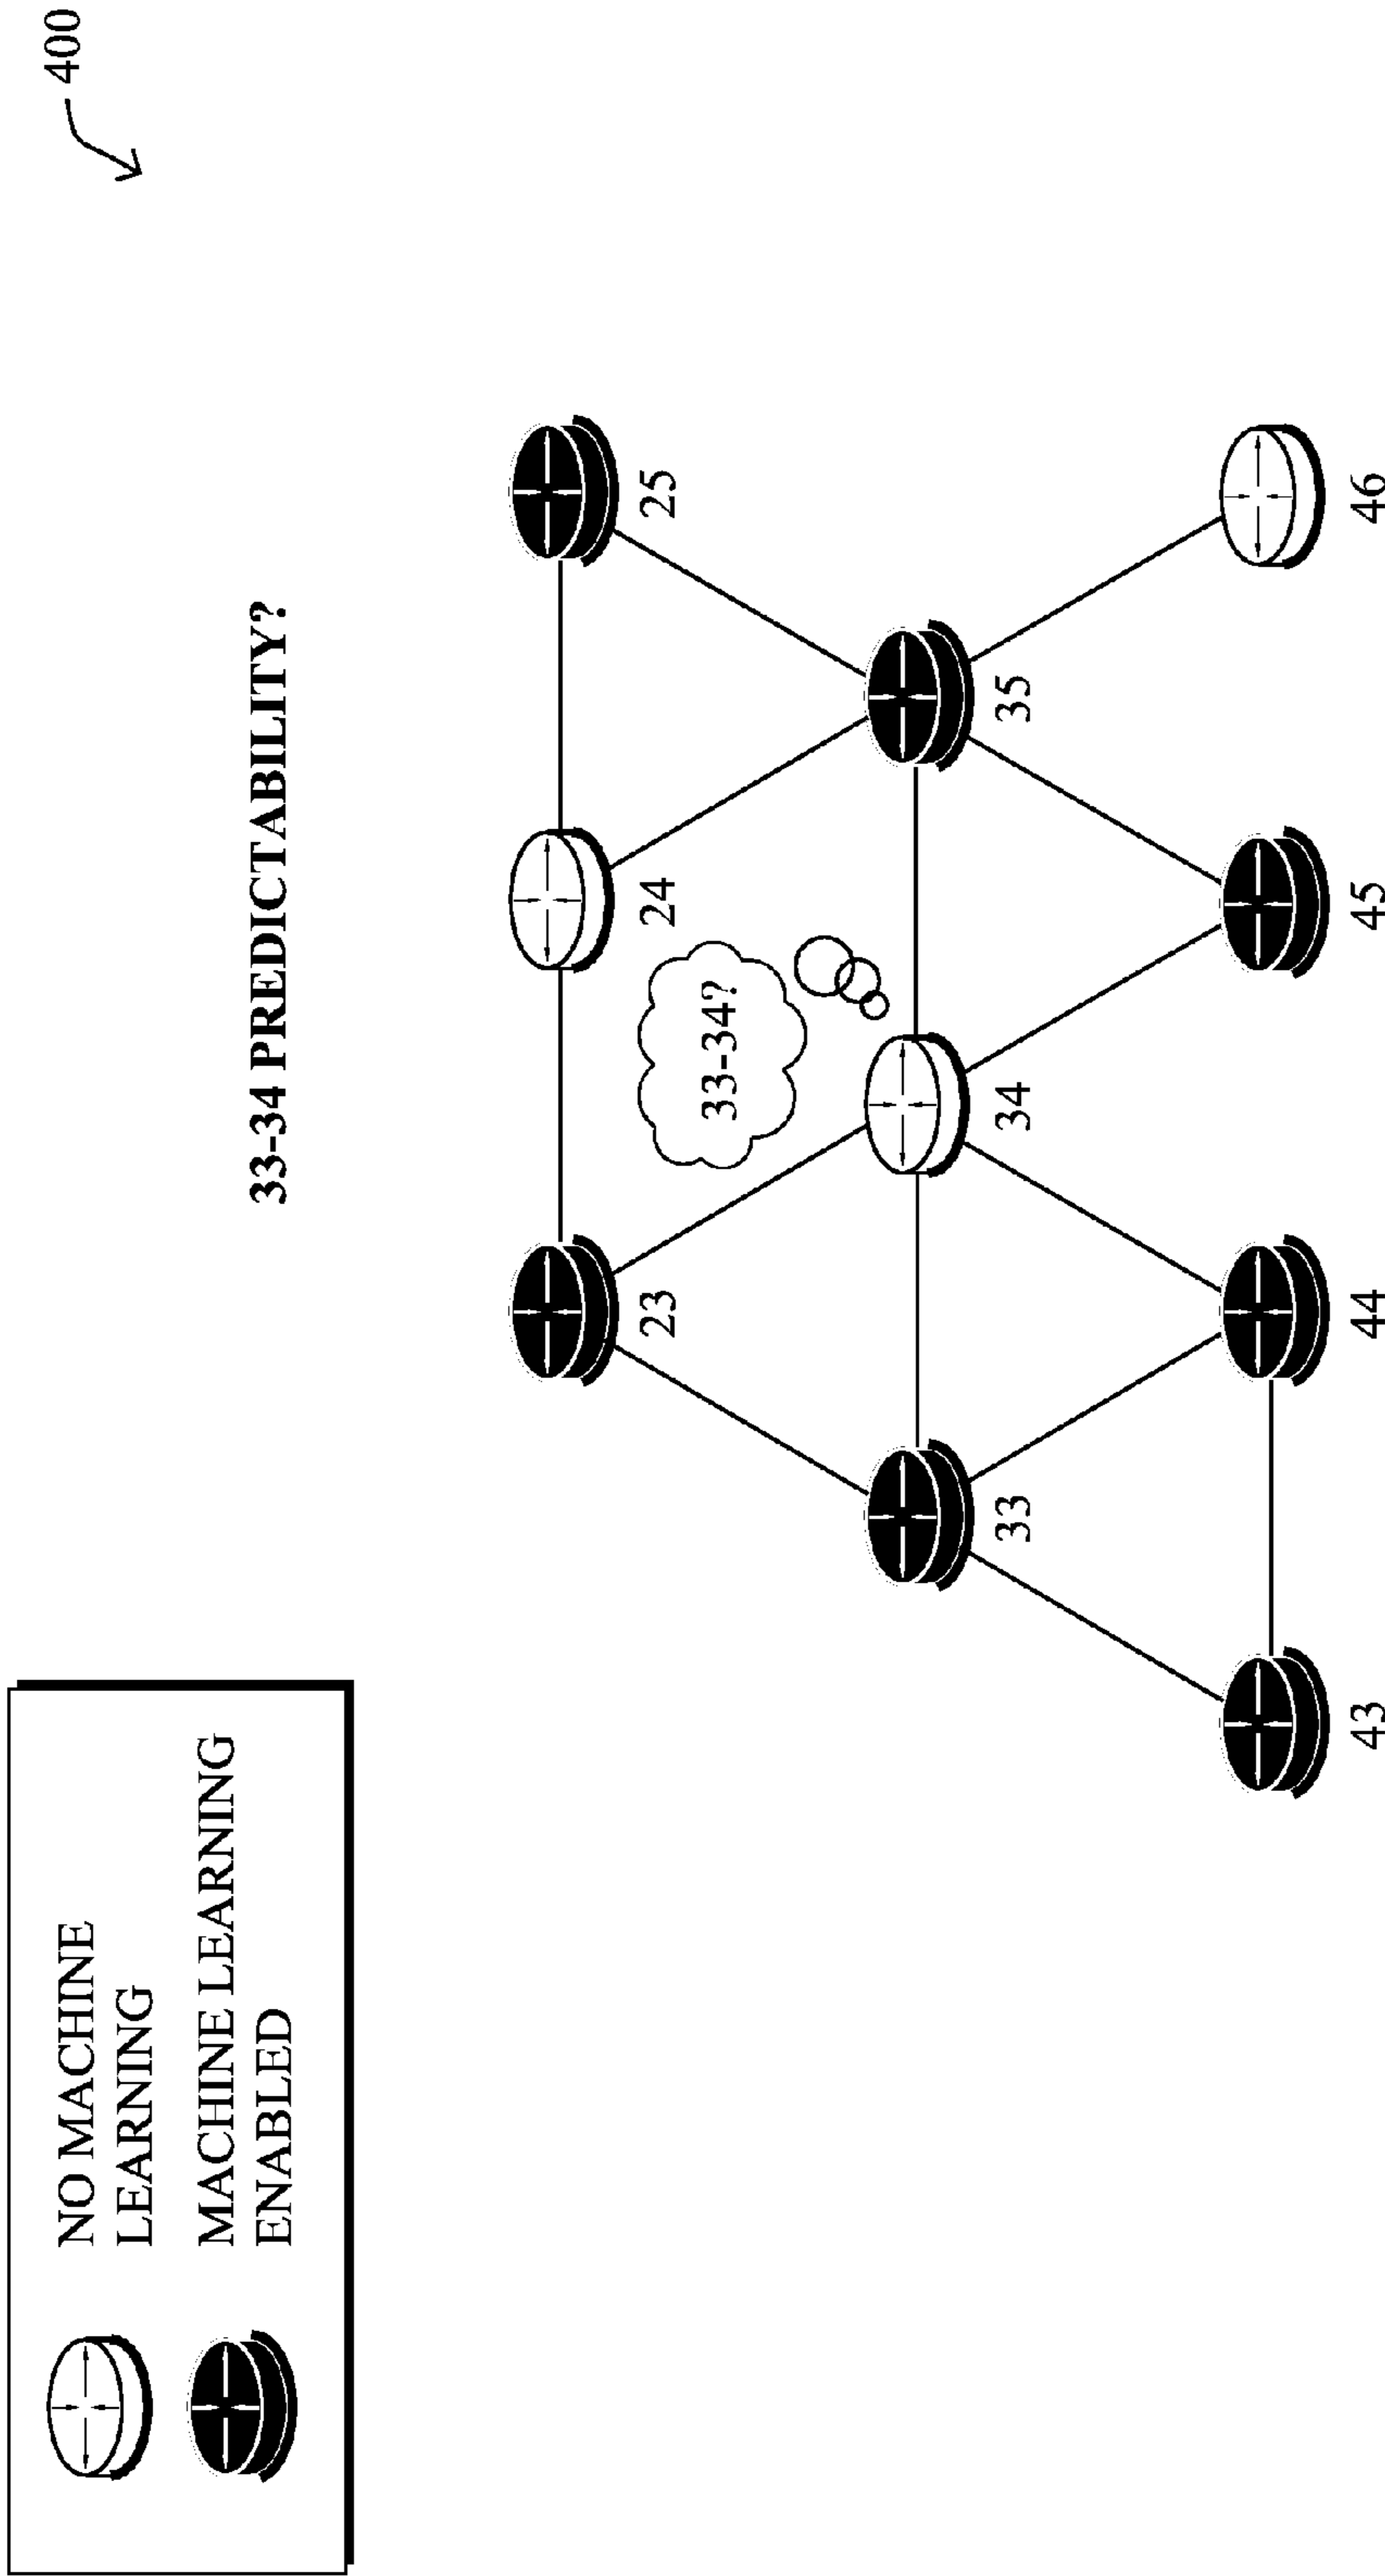 400
NO MACHINE
LEARNING
MACHINE LEARNING
ENABLED
33-34 PREDICTABILITY?
23
24
25
33-34?
33
34
35
43
44
45
46